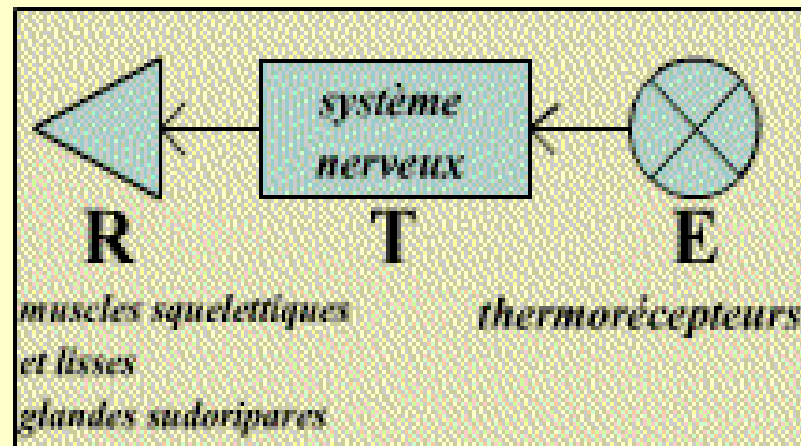 système
nerveux
R T E
muscles squelettiques
et lisses
glandes sudoripares
thermorécepteurs